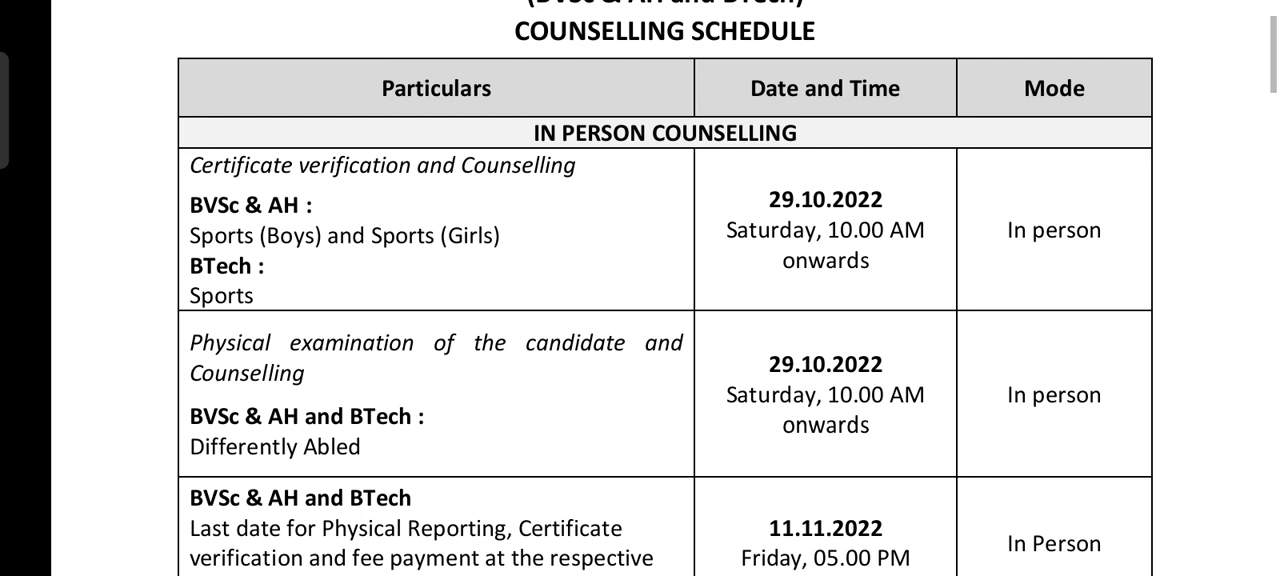 (BVSc & AH and BTech)
COUNSELLING SCHEDULE
Particulars
Date and Time
Mode
IN PERSON COUNSELLING
Certificate verification and Counselling
BVSc & AH :
Sports (Boys) and Sports (Girls)
BTech :
Sports
29.10.2022
Saturday, 10.00 AM
onwards
In person
Physical examination of the candidate and
Counselling
BVSc & AH and BTech :
Differently Abled
29.10.2022
Saturday, 10.00 AM
onwards
In person
BVSc & AH and BTech
Last date for Physical Reporting, Certificate
verification and fee payment at the respective
11.11.2022
Friday, 05.00 PM
In Person